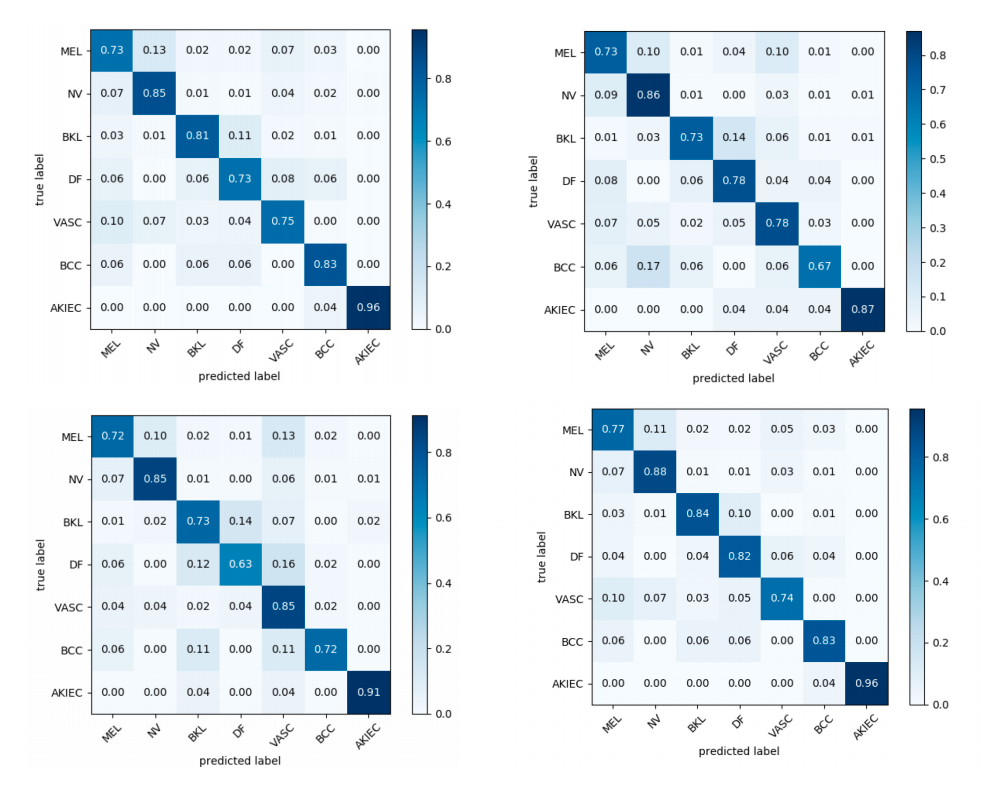 MEL 0.73 0.13 0.02 0.02 0.07 0.03 0.00
NV 0.07 0.85 0.01 0.01 0.04 0.02 0.00
BKL 0.03 0.01 0.81 0.11 0.02 0.01 0.00
DF 0.06 0.00 0.06 0.73 0.08 0.06 0.00
VASC 0.10 0.07 0.03 0.04 0.75 0.00 0.00
BCC 0.06 0.00 0.06 0.06 0.00 0.83 0.00
AKIEC 0.00 0.00 0.00 0.00 0.00 0.04 0.96
MEL NV BKL DF VASC BCC AKIEC
predicted label
true label
0.8
0.6
0.4
0.2
0.0
MEL 0.73 0.10 0.01 0.04 0.10 0.01 0.00
NV 0.09 0.86 0.01 0.00 0.03 0.01 0.01
BKL 0.01 0.03 0.73 0.14 0.06 0.01 0.01
DF 0.08 0.00 0.06 0.78 0.04 0.04 0.00
VASC 0.07 0.05 0.02 0.05 0.78 0.03 0.00
BCC 0.06 0.17 0.06 0.00 0.06 0.67 0.00
AKIEC 0.00 0.00 0.00 0.04 0.04 0.04 0.87
MEL NV BKL DF VASC BCC AKIEC
predicted label
true label
0.8
0.7
0.6
0.5
0.4
0.3
0.2
0.1
0.0
MEL 0.72 0.10 0.02 0.01 0.13 0.02 0.00
NV 0.07 0.85 0.01 0.00 0.06 0.01 0.01
BKL 0.01 0.02 0.73 0.14 0.07 0.00 0.02
DF 0.06 0.00 0.12 0.63 0.16 0.02 0.00
VASC 0.04 0.04 0.02 0.04 0.85 0.02 0.00
BCC 0.06 0.00 0.11 0.00 0.11 0.72 0.00
AKIEC 0.00 0.00 0.04 0.00 0.04 0.00 0.91
MEL NV BKL DF VASC BCC AKIEC
predicted label
true label
0.8
0.6
0.4
0.2
0.0
MEL 0.77 0.11 0.02 0.02 0.05 0.03 0.00
NV 0.07 0.88 0.01 0.01 0.03 0.01 0.00
BKL 0.03 0.01 0.84 0.10 0.00 0.01 0.00
DF 0.04 0.00 0.04 0.82 0.06 0.04 0.00
VASC 0.10 0.07 0.03 0.05 0.74 0.00 0.00
BCC 0.06 0.00 0.06 0.06 0.00 0.83 0.00
AKIEC 0.00 0.00 0.00 0.00 0.00 0.04 0.96
MEL NV BKL DF VASC BCC AKIEC
predicted label
true label
0.8
0.6
0.4
0.2
0.0